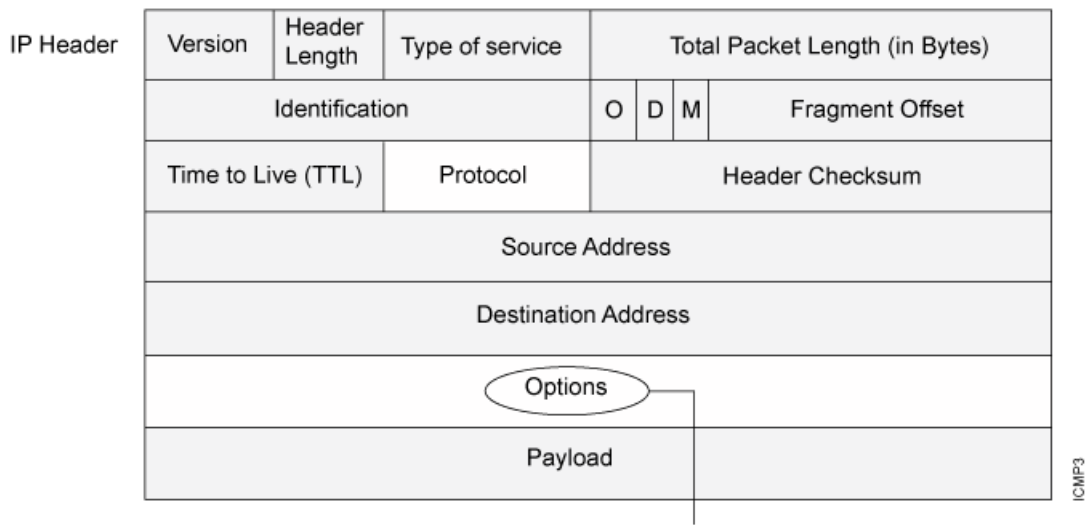 IP Header
Version
Header
Length
Type of service
Total Packet Length (in Bytes)
Identification
O
D
M
Fragment Offset
Time to Live (TTL)
Protocol
Header Checksum
Source Address
Destination Address
Options
Payload
ICMP3